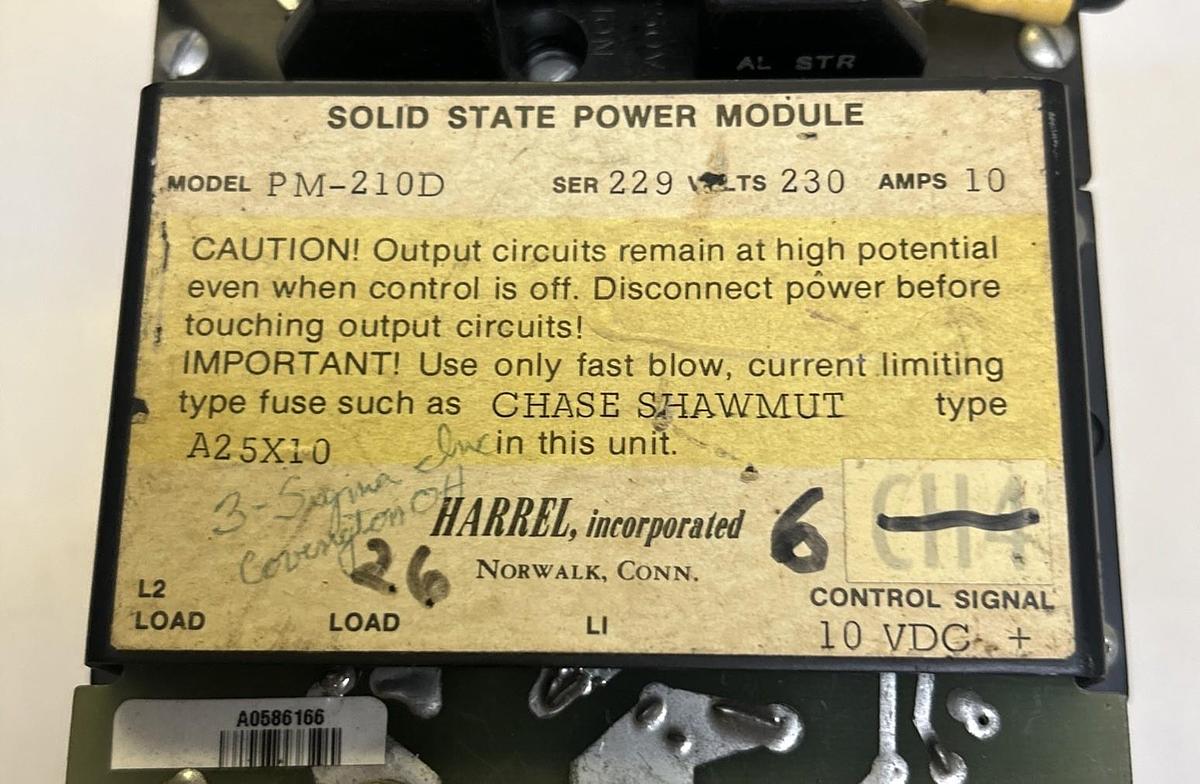 AL STR
SOLID STATE POWER MODULE
MODEL PM-210D SER 229 VOLTS 230 AMPS 10
CAUTION! Output circuits remain at high potential
even when control is off. Disconnect power before
touching output circuits!
IMPORTANT! Use only fast blow, current limiting
type fuse such as CHASE SHAWMUT type
A25X10 in this unit.
3-Sigma Inc
Covington OH
26
HARREL, incorporated
6
CH4
NORWALK, CONN.
L2
LOAD
LOAD
L1
CONTROL SIGNAL
10 VDC - +
A0586166